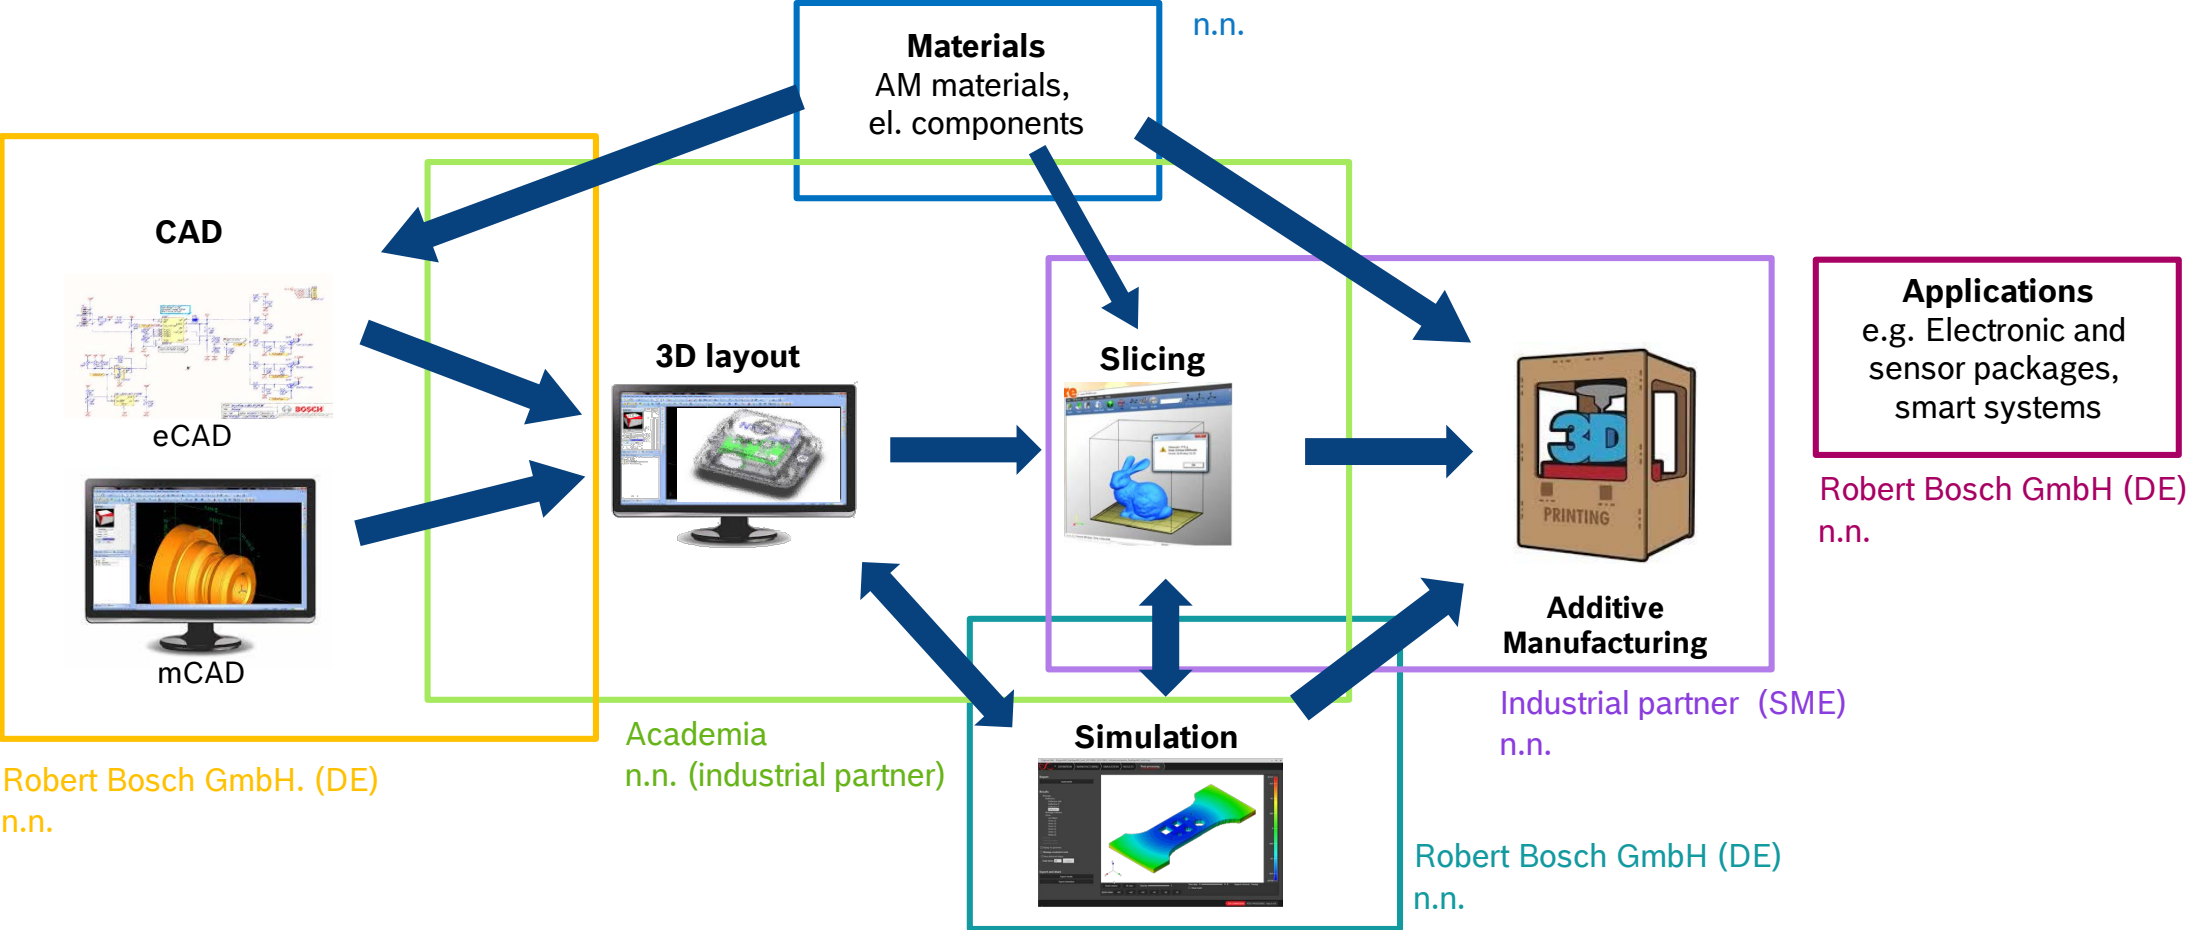 n.n.
Materials
AM materials,
el. components
CAD
BOSCH
eCAD
mCAD
3D layout
Slicing
re
3D
PRINTING
Additive
Manufacturing
Applications
e.g. Electronic and
sensor packages,
smart systems
Robert Bosch GmbH (DE)
n.n.
Industrial partner (SME)
n.n.
Academia
n.n. (industrial partner)
Simulation
Robert Bosch GmbH. (DE)
n.n.
Robert Bosch GmbH (DE)
n.n.